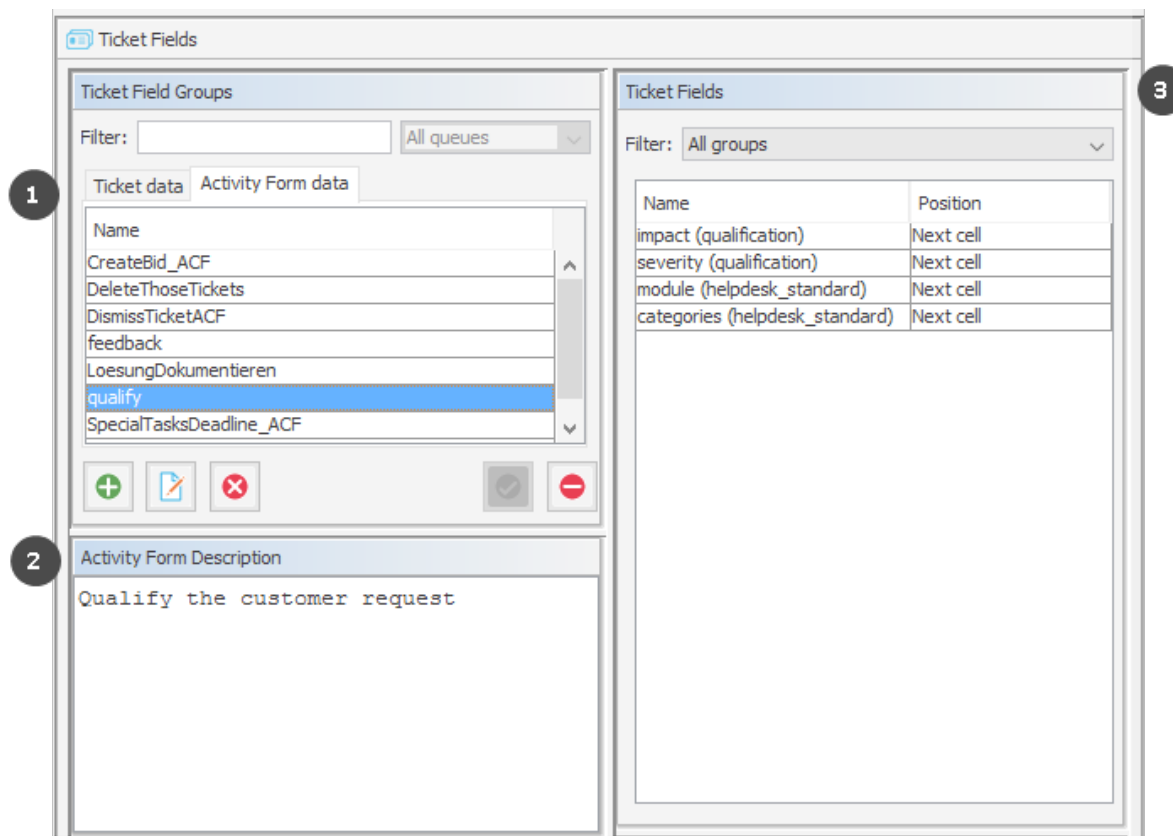 Ticket Fields
Ticket Field Groups
Filter: All queues
1
Ticket data Activity Form data
Name
CreateBid_ACF
DeleteThoseTickets
DismissTicketACF
feedback
LoesungDokumentieren
qualify
SpecialTasksDeadline_ACF
2
Activity Form Description
Qualify the customer request
Ticket Fields
3
Filter: All groups
Name Position
impact (qualification) Next cell
severity (qualification) Next cell
module (helpdesk_standard) Next cell
categories (helpdesk_standard) Next cell